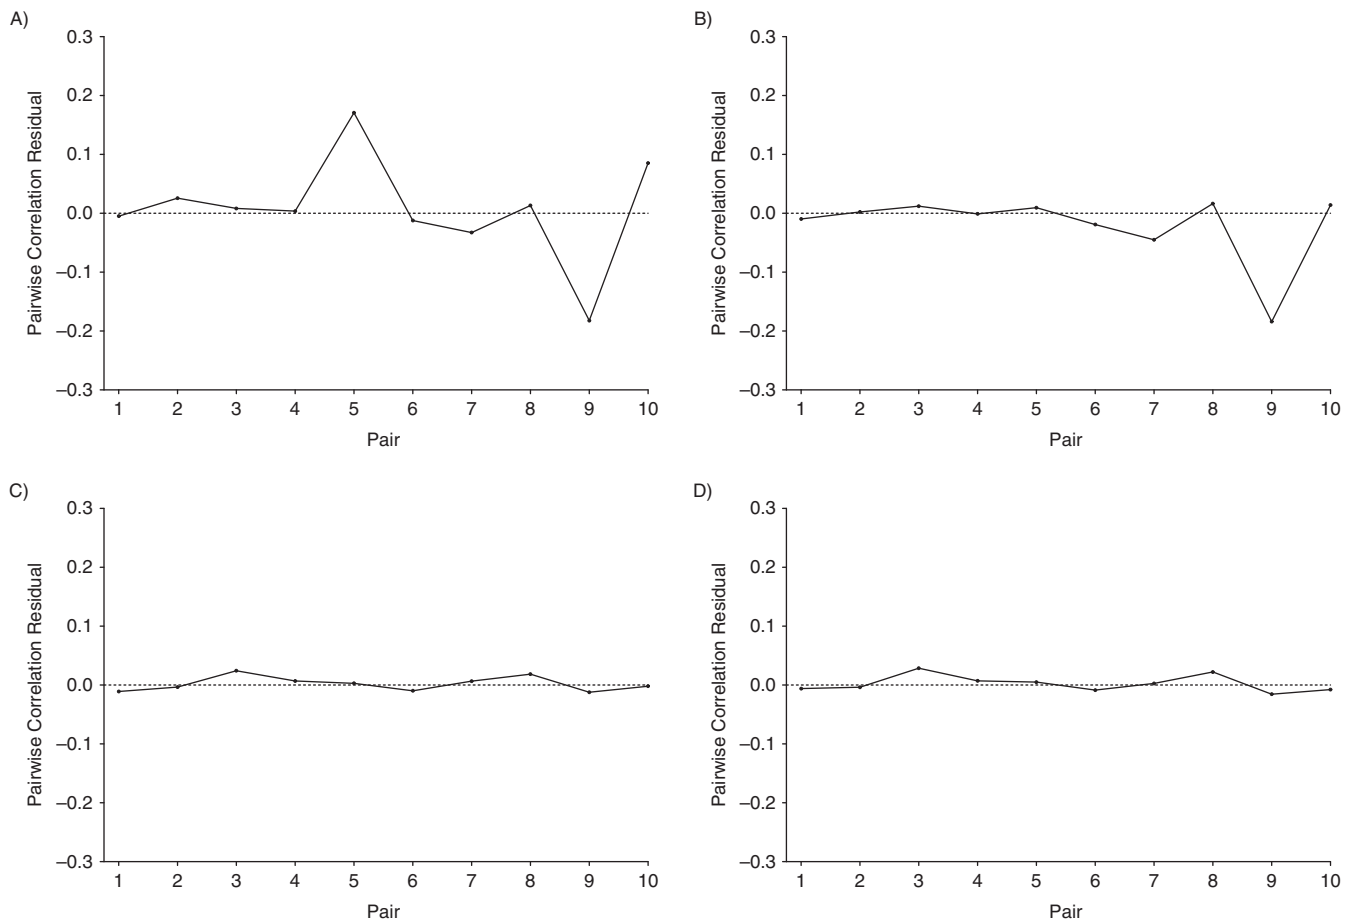 A)
0.3
0.2
0.1
0.0
–0.1
–0.2
–0.3
Pairwise Correlation Residual
1 2 3 4 5 6 7 8 9 10
Pair
B)
0.3
0.2
0.1
0.0
–0.1
–0.2
–0.3
Pairwise Correlation Residual
1 2 3 4 5 6 7 8 9 10
Pair
C)
0.3
0.2
0.1
0.0
–0.1
–0.2
–0.3
Pairwise Correlation Residual
1 2 3 4 5 6 7 8 9 10
Pair
D)
0.3
0.2
0.1
0.0
–0.1
–0.2
–0.3
Pairwise Correlation Residual
1 2 3 4 5 6 7 8 9 10
Pair